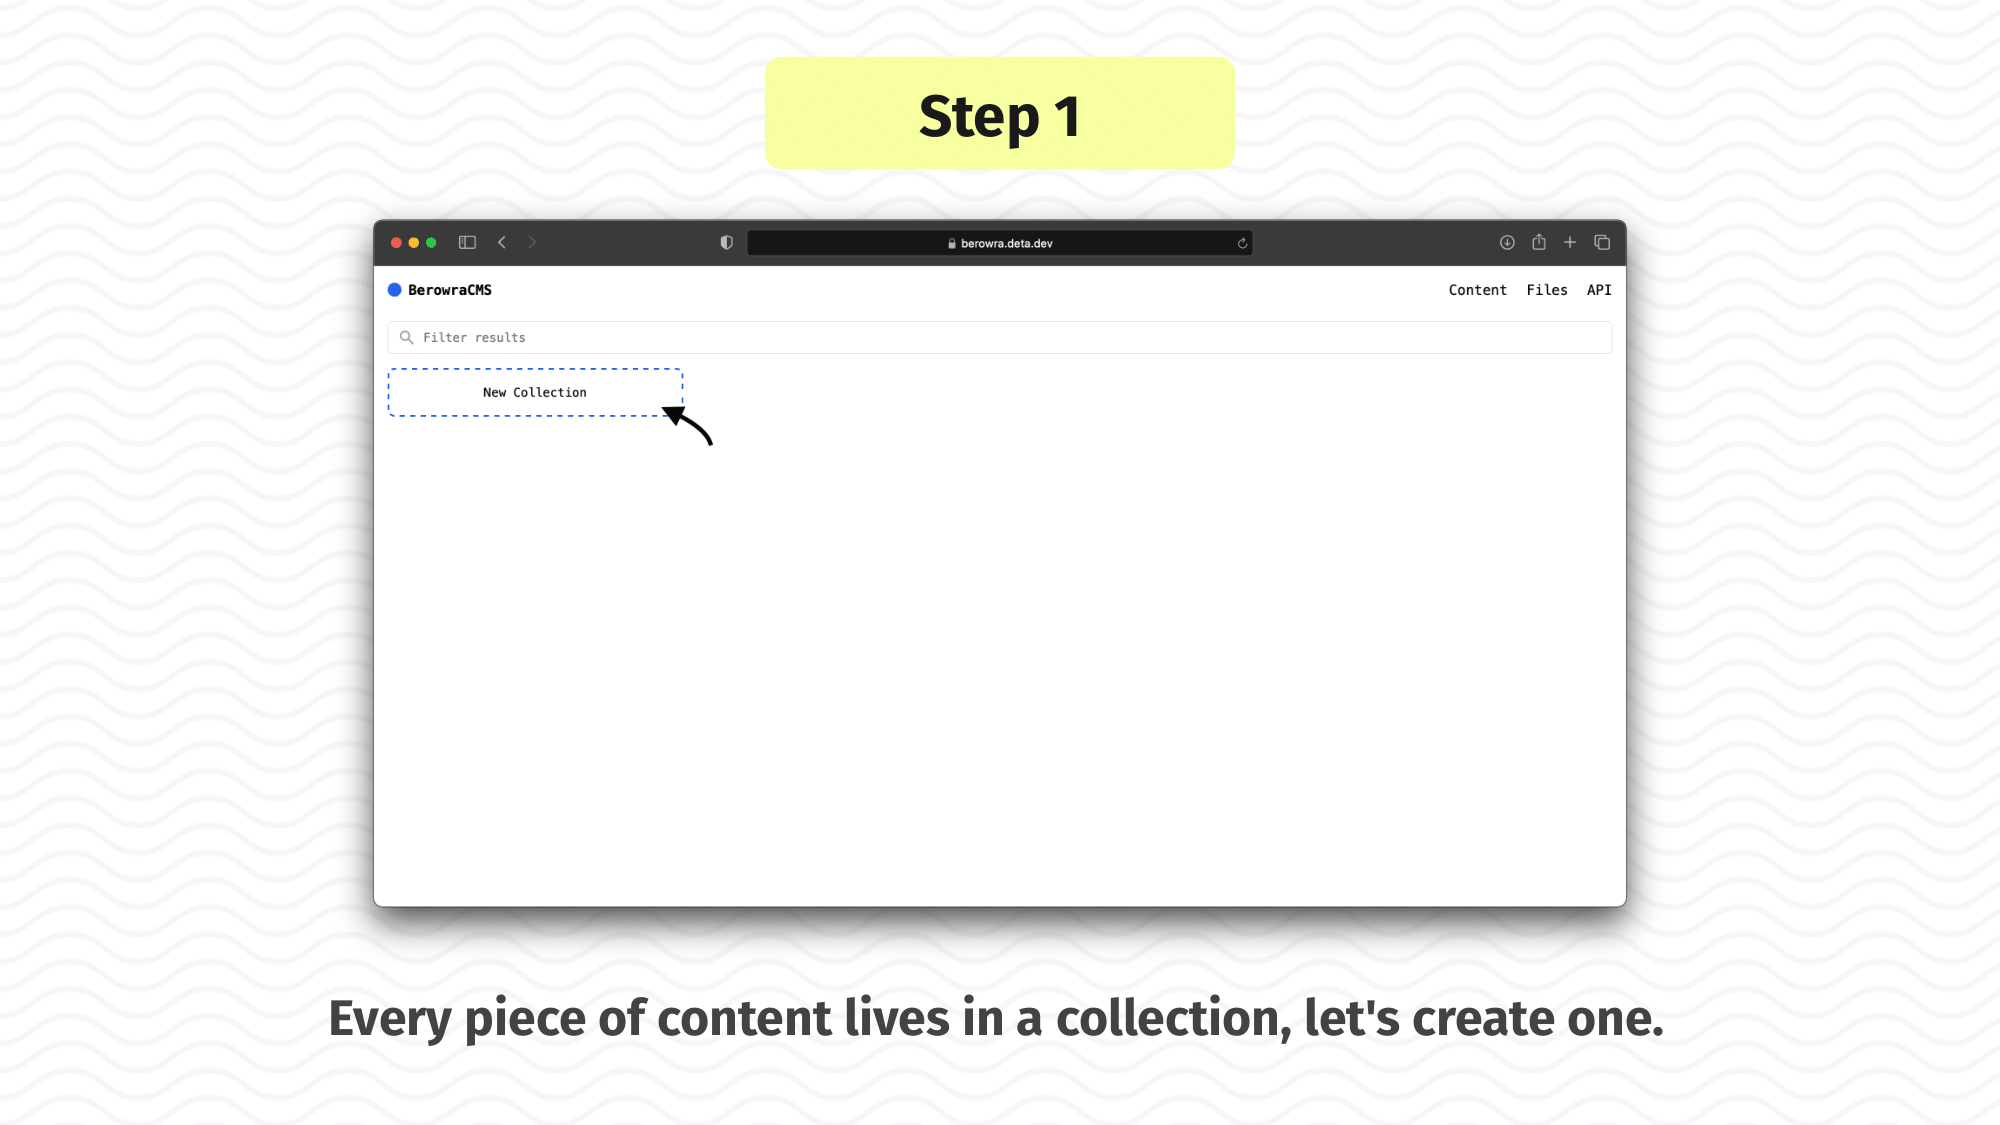 Step 1
berowra.deta.dev
BerowraCMS
Content Files API
Filter results
New Collection
Every piece of content lives in a collection, let's create one.